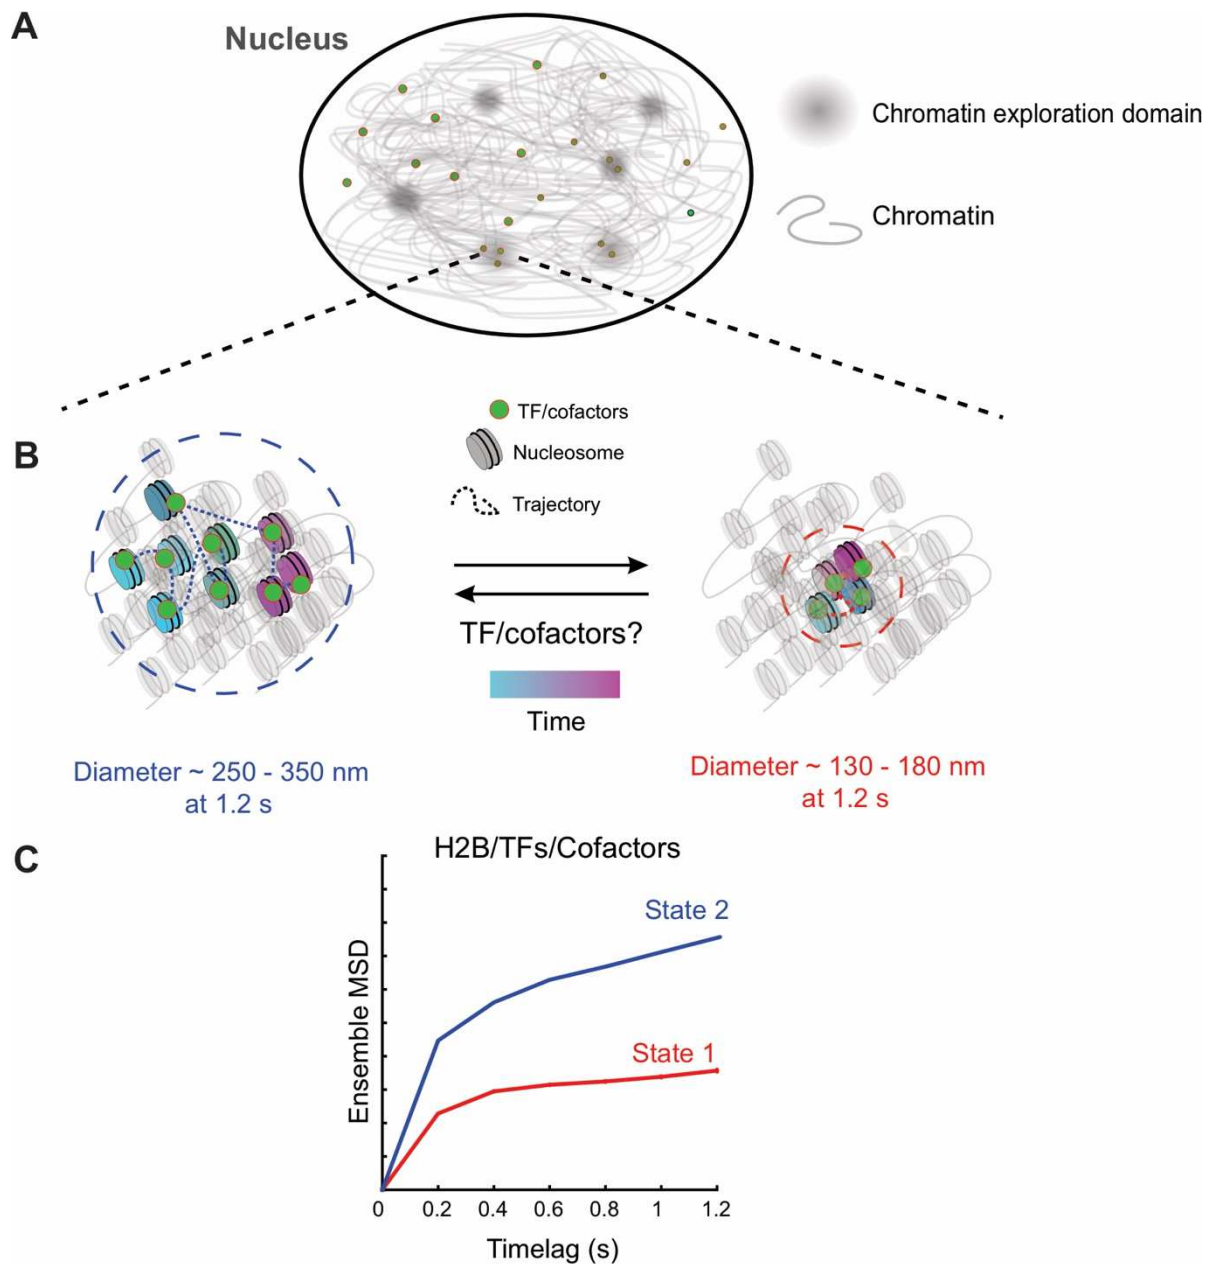 A
Nucleus
Chromatin exploration domain
Chromatin
B
TF/cofactors
Nucleosome
Trajectory
TF/cofactors?
Time
Diameter ~ 250 - 350 nm
at 1.2 s
Diameter ~ 130 - 180 nm
at 1.2 s
C
H2B/TFs/Cofactors
State 2
State 1
Ensemble MSD
0 0.2 0.4 0.6 0.8 1 1.2
Timelag (s)